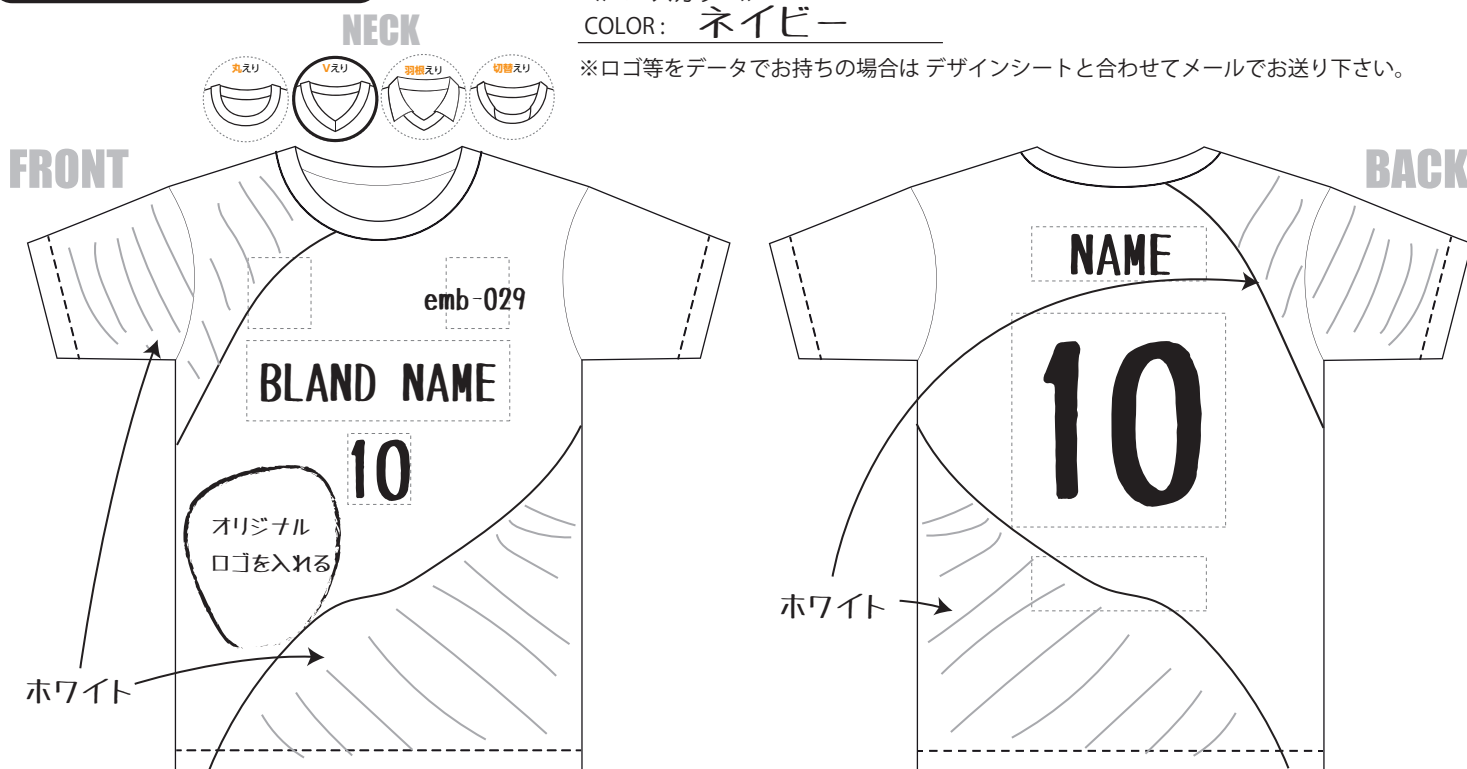 COLOR: ネイビー
※ロゴ等をデータでお持ちの場合は デザインシートと合わせてメールでお送り下さい。
NECK
丸えり Vえり 羽根えり 切替えり
FRONT
BACK
emb-029
BLAND NAME
10
オリジナル
ロゴを入れる
ホワイト
NAME
10
ホワイト